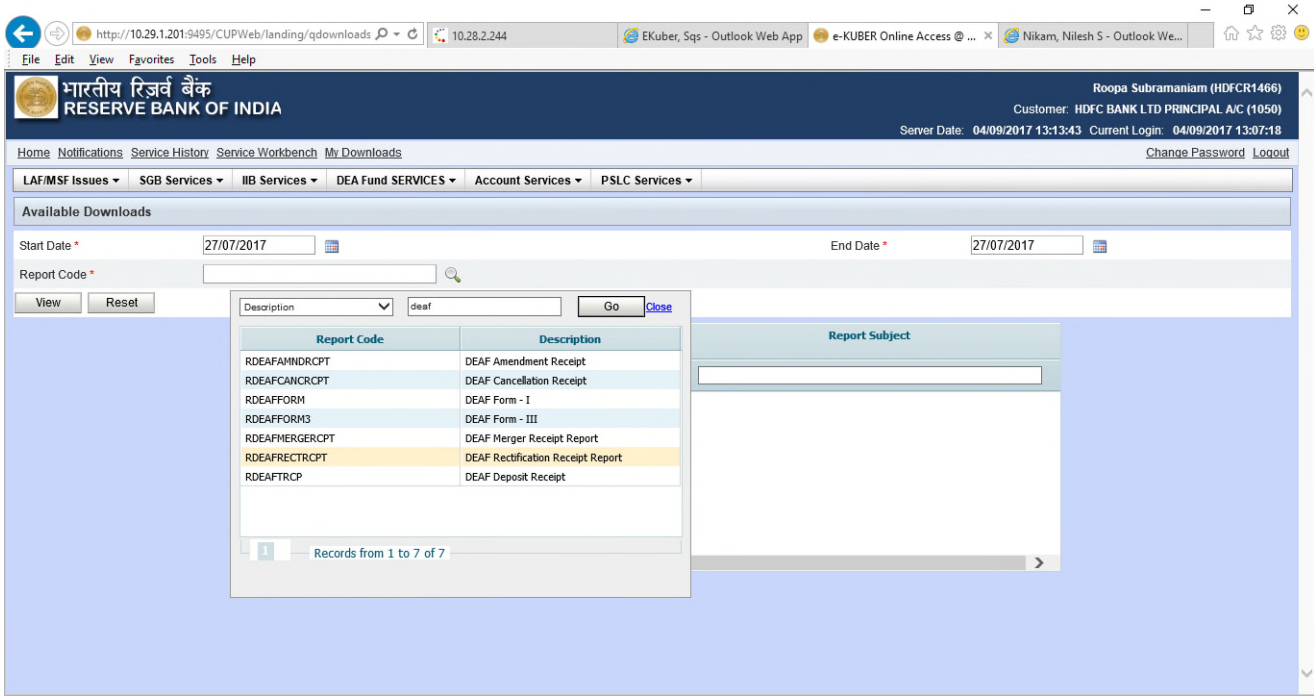 http://10.29.1.201:9495/CUPWeb/landing/qdownloads
10.28.2.244
EKuber, Sqs - Outlook Web App
e-KUBER Online Access @ ...
Nikam, Nilesh S - Outlook We...
File Edit View Favorites Tools Help
भारतीय रिज़र्व बैंक
RESERVE BANK OF INDIA
Roopa Subramaniam (HDFCR1466)
Customer: HDFC BANK LTD PRINCIPAL A/C (1050)
Server Date: 04/09/2017 13:13:43 Current Login: 04/09/2017 13:07:18
Home Notifications Service History Service Workbench My Downloads Change Password Logout
LAF/MSF Issues SGB Services IIB Services DEA Fund SERVICES Account Services PSLC Services
Available Downloads
Start Date * 27/07/2017 End Date * 27/07/2017
Report Code *
View Reset
Description deaf Go Close
Report Code Description
Report Subject
RDEAFAMNDRCPT DEAF Amendment Receipt
RDEAFCANCRCPT DEAF Cancellation Receipt
RDEAFFORM DEAF Form - I
RDEAFFORM3 DEAF Form - III
RDEAFMERGERCPT DEAF Merger Receipt Report
RDEAFRECTRCPT DEAF Rectification Receipt Report
RDEAFTRCP DEAF Deposit Receipt
1 Records from 1 to 7 of 7